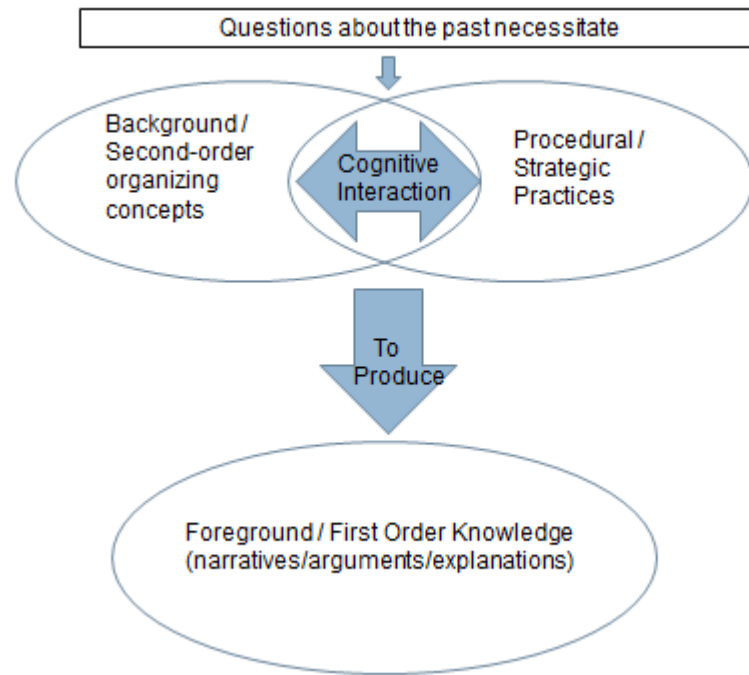 Questions about the past necessitate
Background /
Second-order
organizing
concepts
Cognitive
Interaction
Procedural /
Strategic
Practices
To
Produce
Foreground / First Order Knowledge
(narratives/arguments/explanations)